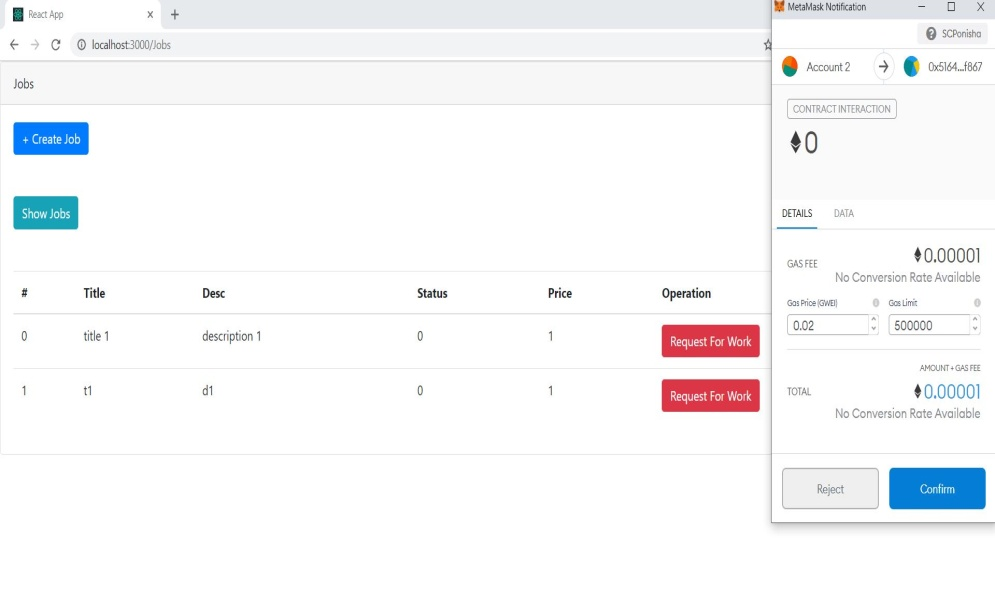 React App
localhost:3000/Jobs
Jobs
+ Create Job
Show Jobs
# Title Desc Status Price Operation
0 title 1 description 1 0 1 Request For Work
1 t1 d1 0 1 Request For Work
MetaMask Notification
SCPonisha
Account 2 0x5164...f867
CONTRACT INTERACTION
0
DETAILS DATA
GAS FEE 0.00001
No Conversion Rate Available
Gas Price (GWEI) Gas Limit
0.02 500000
AMOUNT + GAS FEE
TOTAL 0.00001
No Conversion Rate Available
Reject Confirm